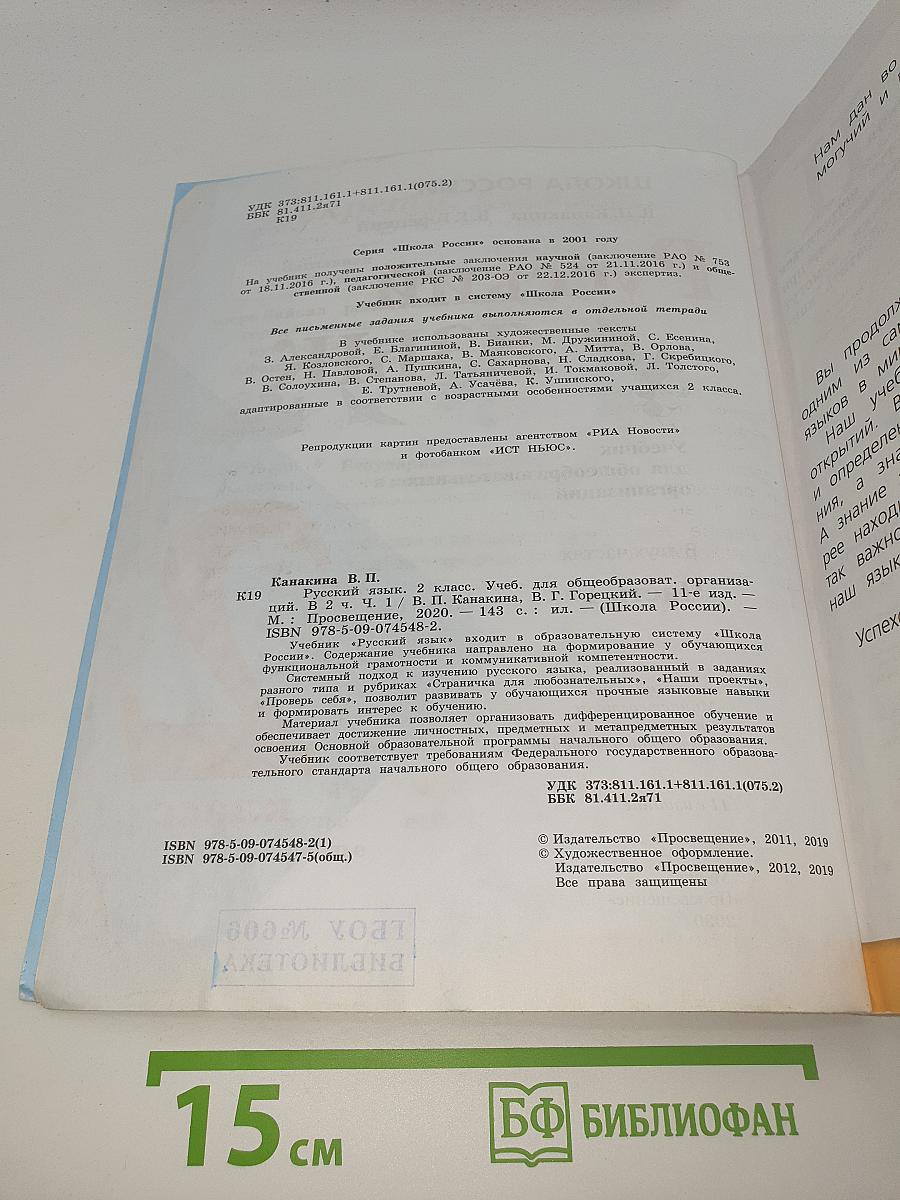 УДК 373:811.161.1+811.161.1(075.2)
ББК 81.411.2я71
К19
Серия «Школа России» основана в 2001 году
На учебник получены положительные заключения научной (заключение РАО № 753
от 18.11.2016 г.), педагогической (заключение РАО № 524 от 21.11.2016 г.) и обще-
ственной (заключение РКС № 203-ОЭ от 22.12.2016 г.) экспертиз.
Учебник входит в систему «Школа России»
Все письменные задания учебника выполняются в отдельной тетради
В учебнике использованы художественные тексты
З. Александровой, Е. Благининой, В. Бианки, М. Дружининой, С. Есенина,
Я. Козловского, С. Маршака, В. Маяковского, А. Митта, В. Орлова,
В. Остен, Н. Павловой, А. Пушкина, С. Сахарнова, Н. Сладкова, Г. Скребицкого,
В. Солоухина, В. Степанова, Л. Татьяничевой, И. Токмаковой, Л. Толстого,
Е. Трутневой, А. Усачёва, К. Ушинского,
адаптированные в соответствии с возрастными особенностями учащихся 2 класса.
Репродукции картин предоставлены агентством «РИА Новости»
и фотобанком «ИСТ НЬЮС».
Канакина В. П.
К19 Русский язык. 2 класс. Учеб. для общеобразоват. организа-
ций. В 2 ч. Ч. 1 / В. П. Канакина, В. Г. Горецкий. — 11-е изд. —
М. : Просвещение, 2020. — 143 с. : ил. — (Школа России). —
ISBN 978-5-09-074548-2.
Учебник «Русский язык» входит в образовательную систему «Школа
России». Содержание учебника направлено на формирование у обучающихся
функциональной грамотности и коммуникативной компетентности.
Системный подход к изучению русского языка, реализованный в заданиях
разного типа и рубриках «Страничка для любознательных», «Наши проекты»,
«Проверь себя», позволит развивать у обучающихся прочные языковые навыки
и формировать интерес к обучению.
Материал учебника позволяет организовать дифференцированное обучение и
обеспечивает достижение личностных, предметных и метапредметных результатов
освоения Основной образовательной программы начального общего образования.
Учебник соответствует требованиям Федерального государственного образова-
тельного стандарта начального общего образования.
УДК 373:811.161.1+811.161.1(075.2)
ББК 81.411.2я71
ISBN 978-5-09-074548-2(1)
ISBN 978-5-09-074547-5(общ.)
© Издательство «Просвещение», 2011, 2019
© Художественное оформление.
Издательство «Просвещение», 2012, 2019
Все права защищены
ГБОУ № 606
БИБЛИОТЕКА
Нам дан во
могучий и
Вы продолж
одним из са
языков в ми
Наш учеб
открытий. В
и определен
ния, а зна
А знание
рее наход
так важно
наш язык
Успех
15 см
БФ БИБЛИОФАН